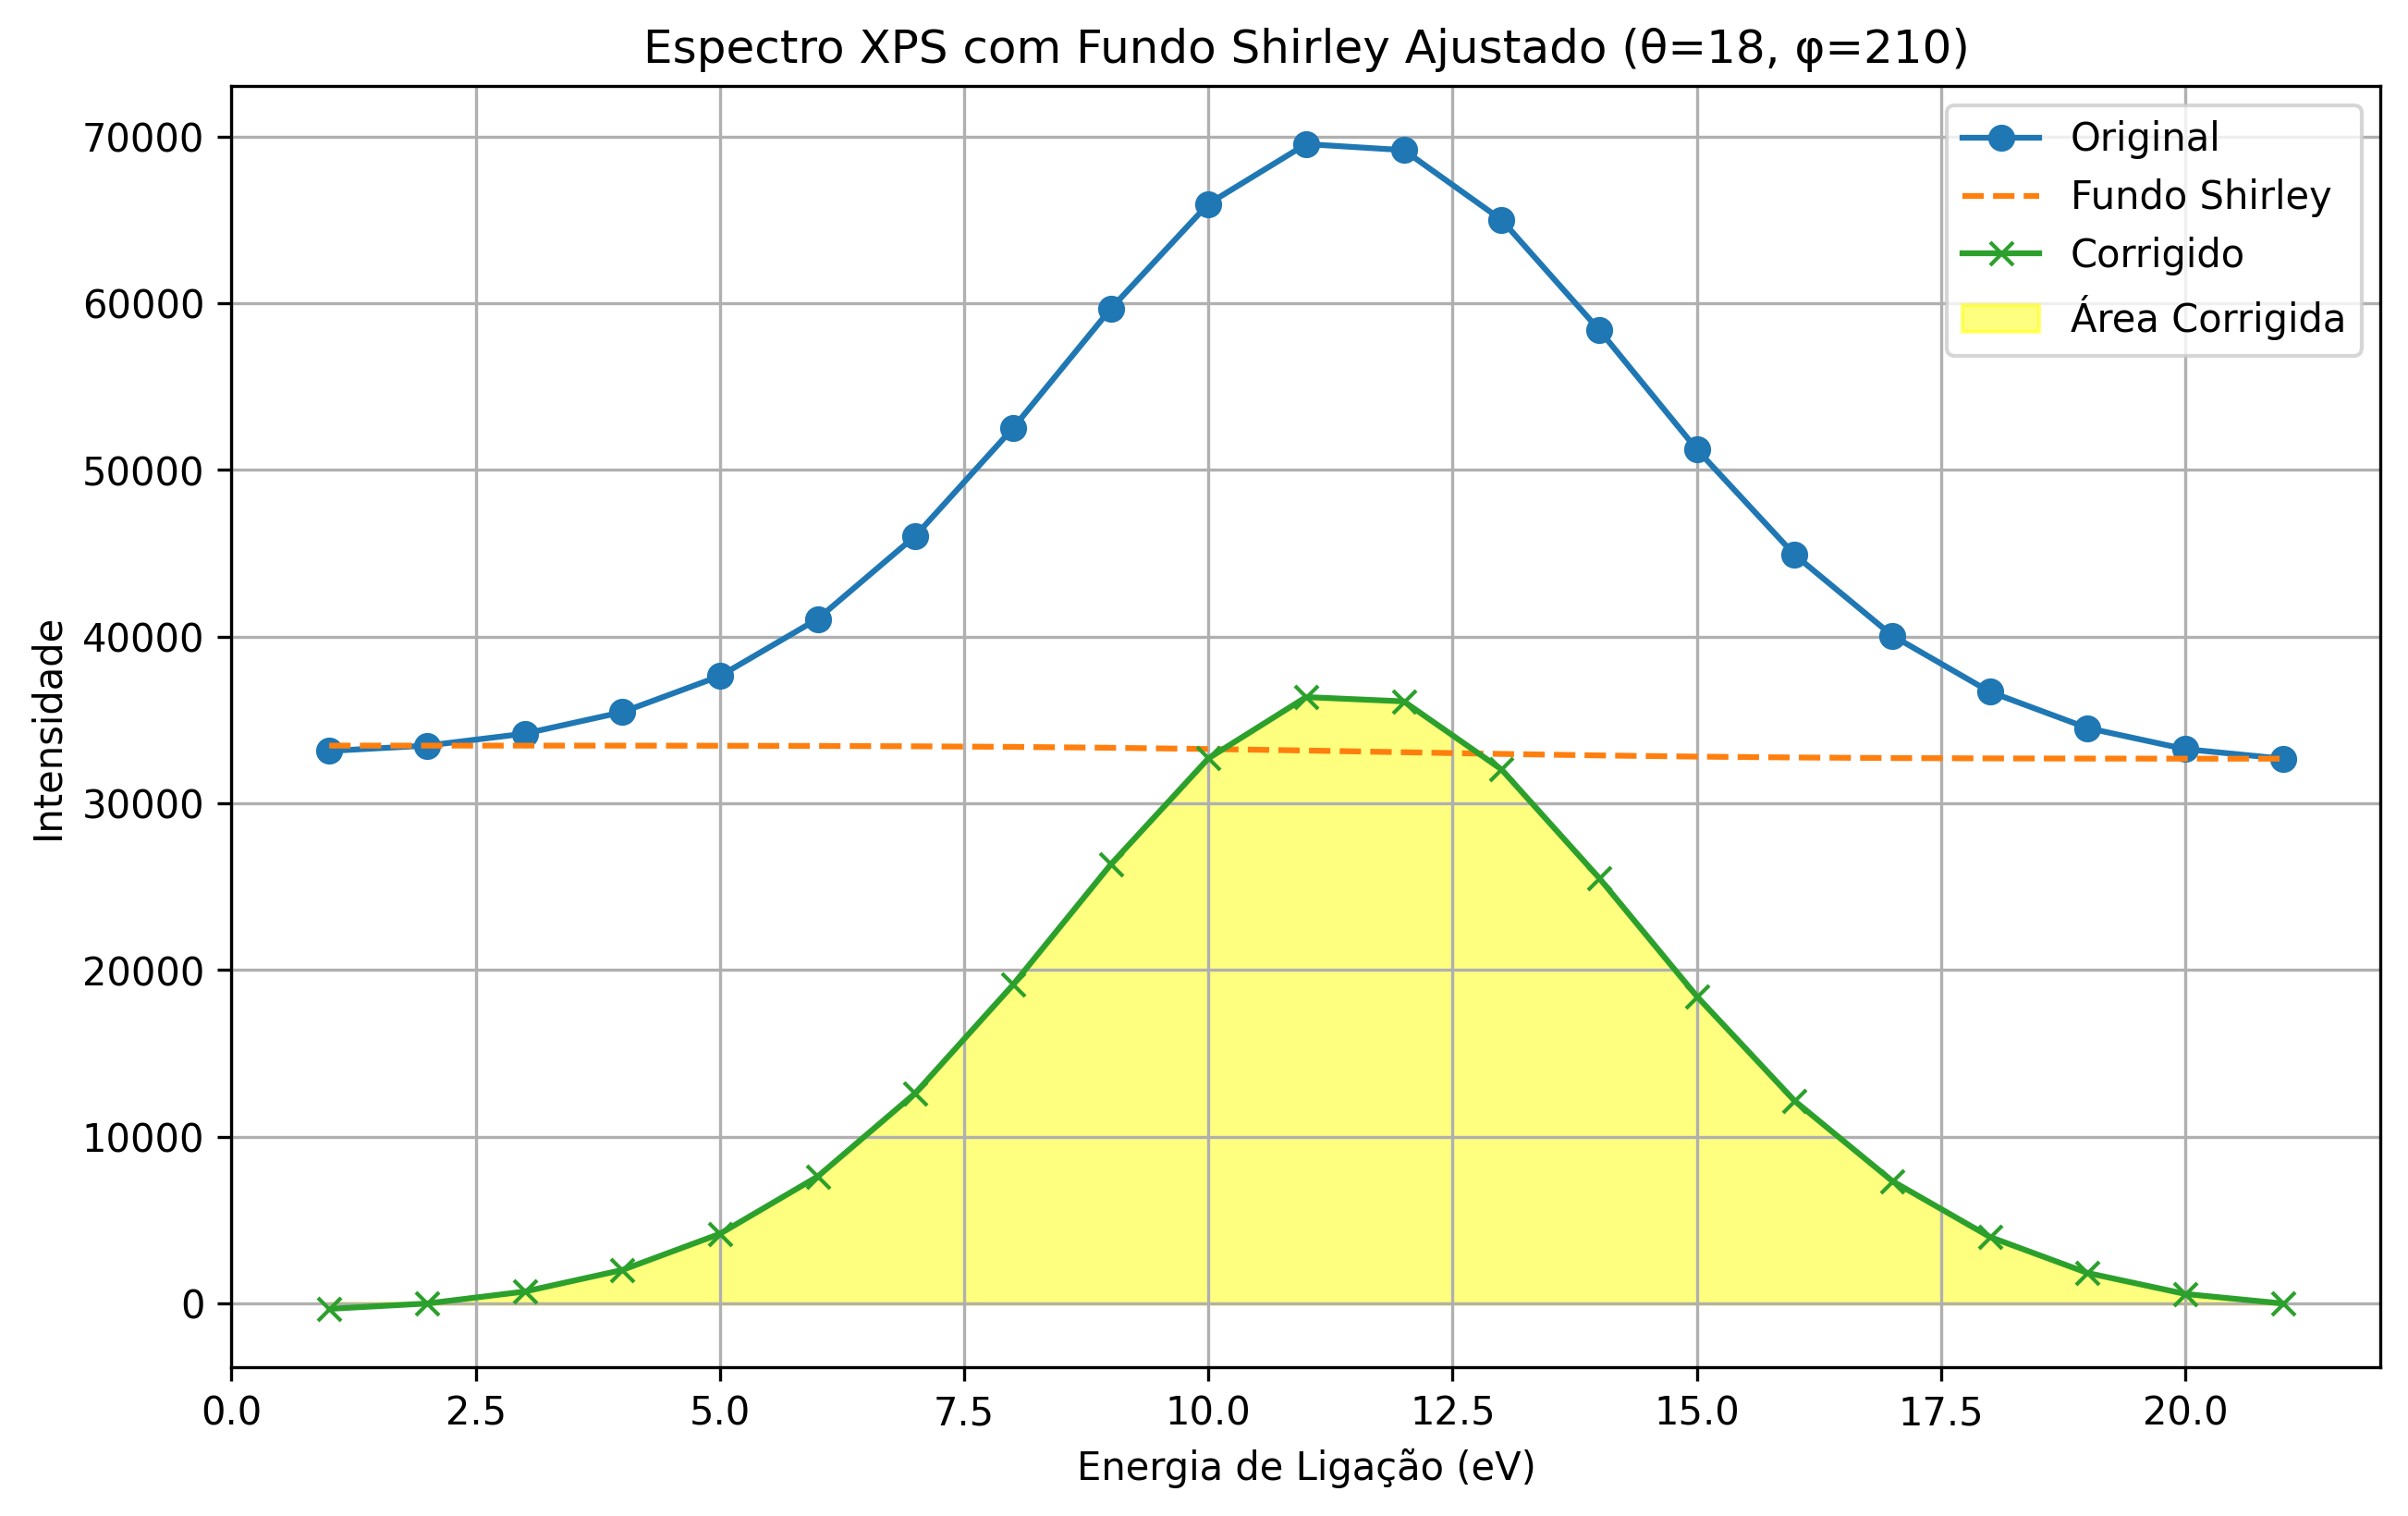 Espectro XPS com Fundo Shirley Ajustado (θ=18, φ=210)
70000
60000
50000
40000
30000
20000
10000
0
Intensidade
Original
Fundo Shirley
Corrigido
Área Corrigida
0.0 2.5 5.0 7.5 10.0 12.5 15.0 17.5 20.0
Energia de Ligação (eV)